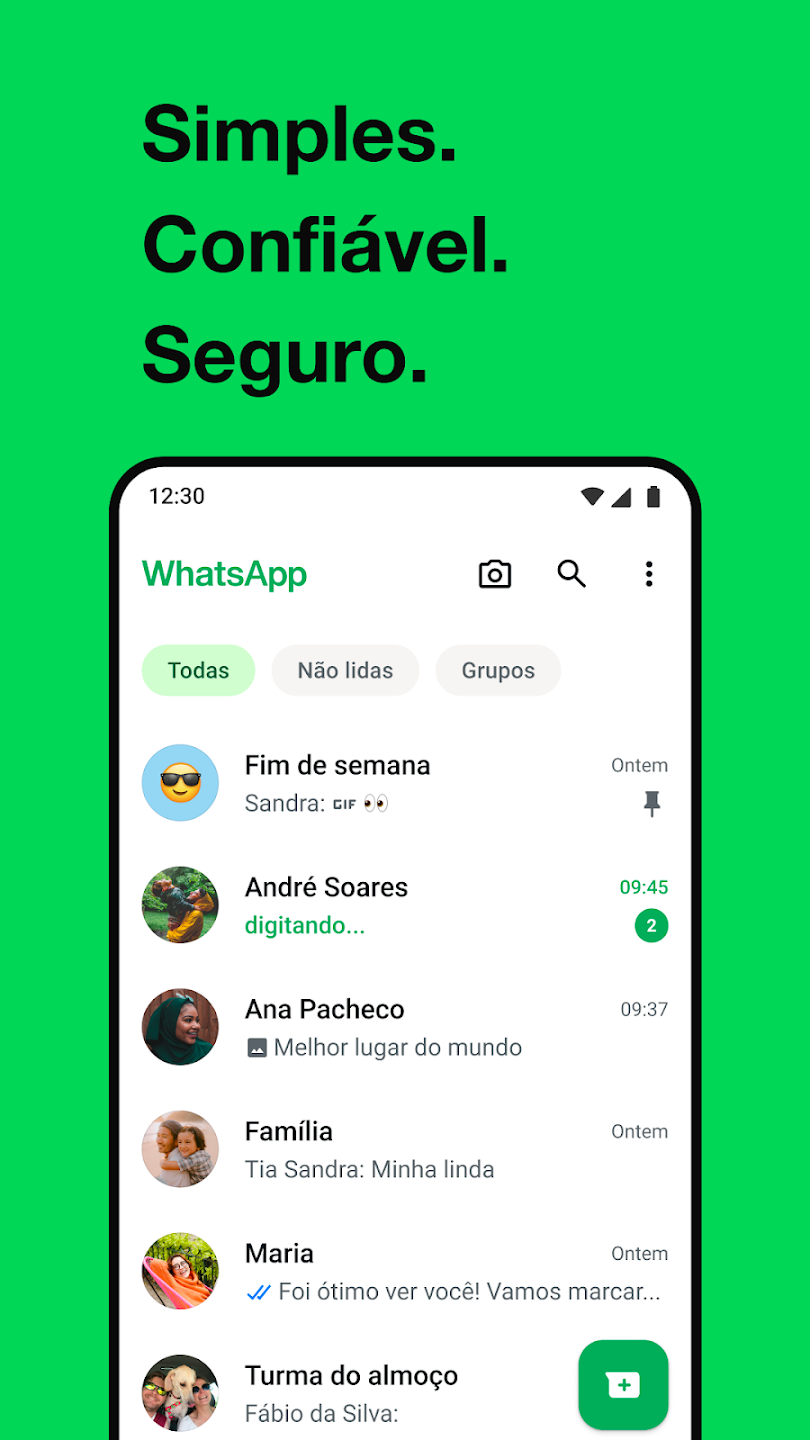 Simples.
Confiável.
Seguro.
12:30
WhatsApp
Todas Não lidas Grupos
Fim de semana Ontem
Sandra: GIF 👀
André Soares 09:45
digitando... 2
Ana Pacheco 09:37
Melhor lugar do mundo
Família Ontem
Tia Sandra: Minha linda
Maria Ontem
Foi ótimo ver você! Vamos marcar...
Turma do almoço
Fábio da Silva: